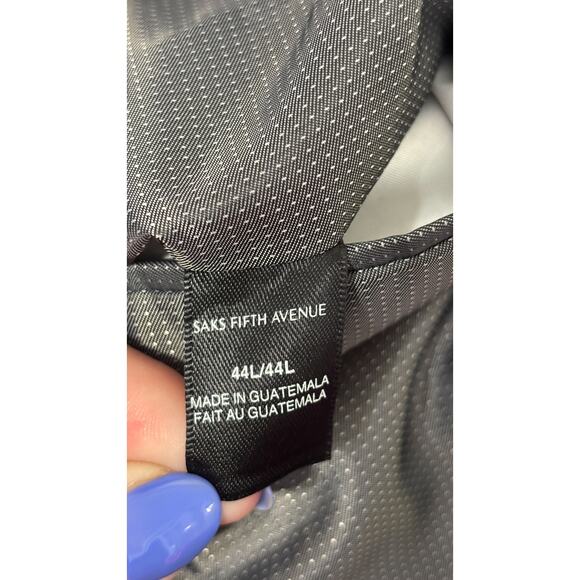 SAKS FIFTH AVENUE
44L/44L
MADE IN GUATEMALA
FAIT AU GUATEMALA